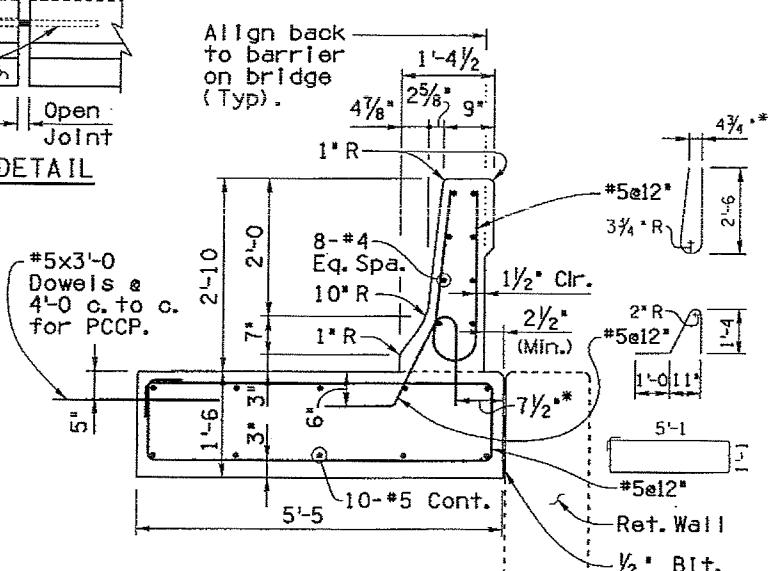 Align back
to barrier
on bridge
(Typ).
1'-4½
4⅞"
2⅝"
9"
Open
Joint
DETAIL
1" R
4¾"*
#5@12"
3¾" R
2'-6
#5x3'-0
Dowels @
4'-0 c. to c.
for PCCP.
2'-10
2'-0
8-#4
Eq. Spa.
10" R
1½" Clr.
7"
1" R
2½"
(Min.)
#5@12"
2" R
1'-4
1'-0
11"
5"
1'-6
3"
3"
6"
7½"*
5'-1
#5@12"
10-#5 Cont.
5'-5
Ret. Wall
½" Bit.